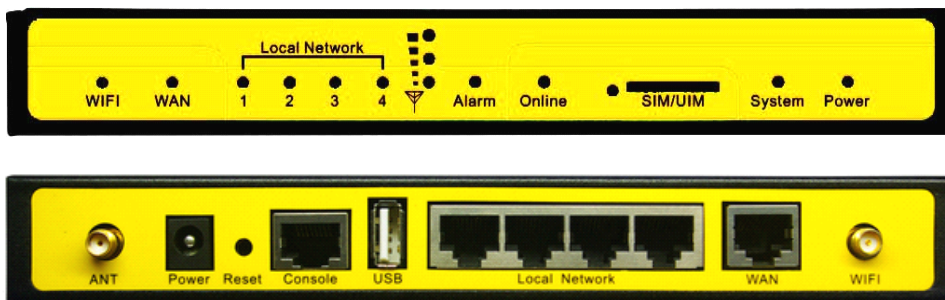 Local Network
WIFI WAN 1 2 3 4 Alarm Online SIM/UIM System Power
ANT Power Reset Console USB Local Network WAN WIFI